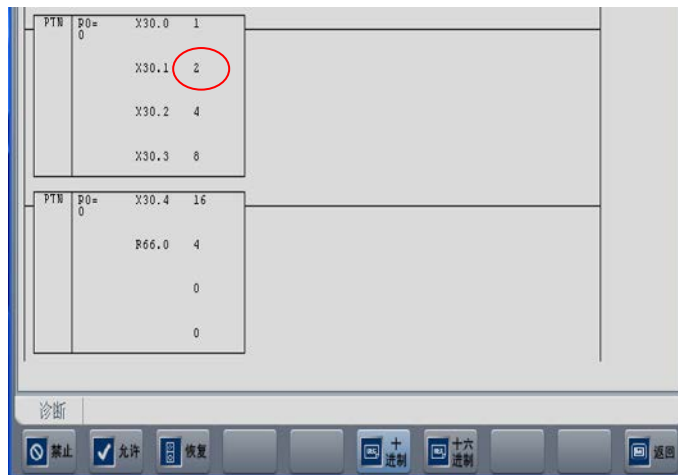 PTN R0= X30.0 1
0
X30.1 2
X30.2 4
X30.3 8
PTN R0= X30.4 16
0
R66.0 4
0
0
诊断
禁止 允许 恢复 十进制 十六进制 返回